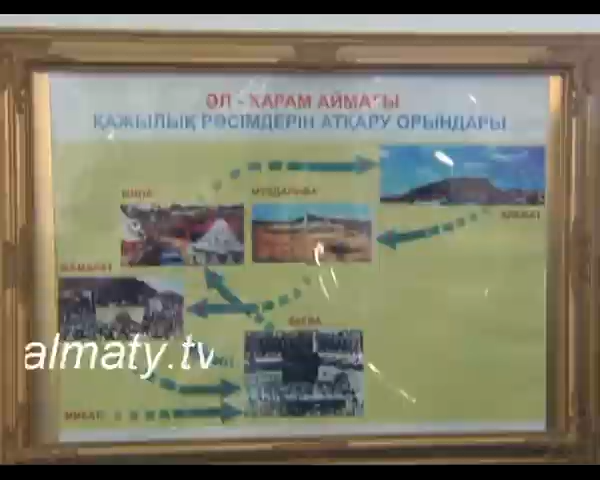 ӘЛ - ХАРАМ АЙМАҒЫ
ҚАЖЫЛЫҚ РӘСІМДЕРІН АТҚАРУ ОРЫНДАРЫ
МИНА
МУЗДАЛИФА
АРАФАТ
ЖАМАРАТ
ҚАҒБА
almaty.tv
МИҚАТ